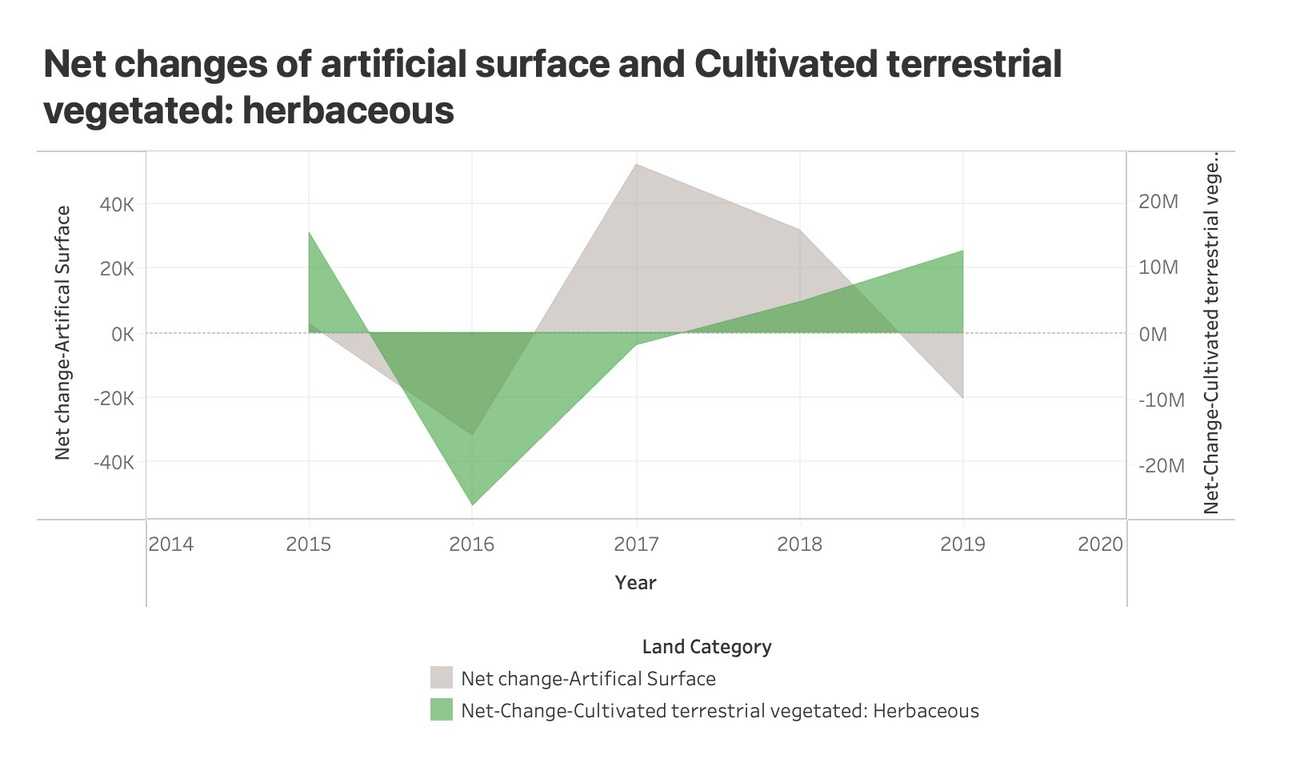 Net changes of artificial surface and Cultivated terrestrial
vegetated: herbaceous
Net change-Artifical Surface
40K
20K
0K
-20K
-40K
20M
10M
0M
-10M
-20M
Net-Change-Cultivated terrestrial vege..
2014
2015
2016
2017
2018
2019
2020
Year
Land Category
Net change-Artifical Surface
Net-Change-Cultivated terrestrial vegetated: Herbaceous